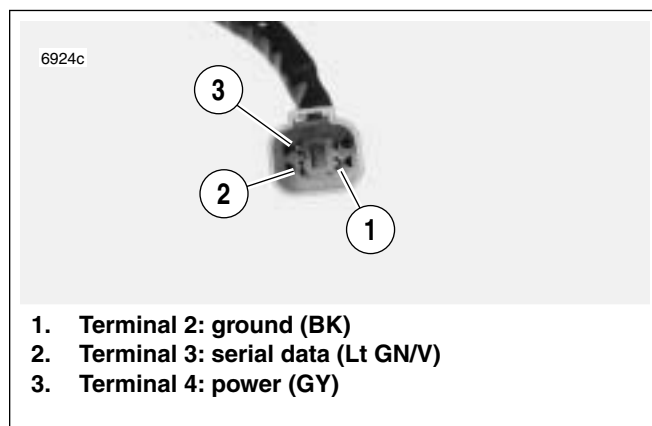 6924c
3
2
1
1. Terminal 2: ground (BK)
2. Terminal 3: serial data (Lt GN/V)
3. Terminal 4: power (GY)